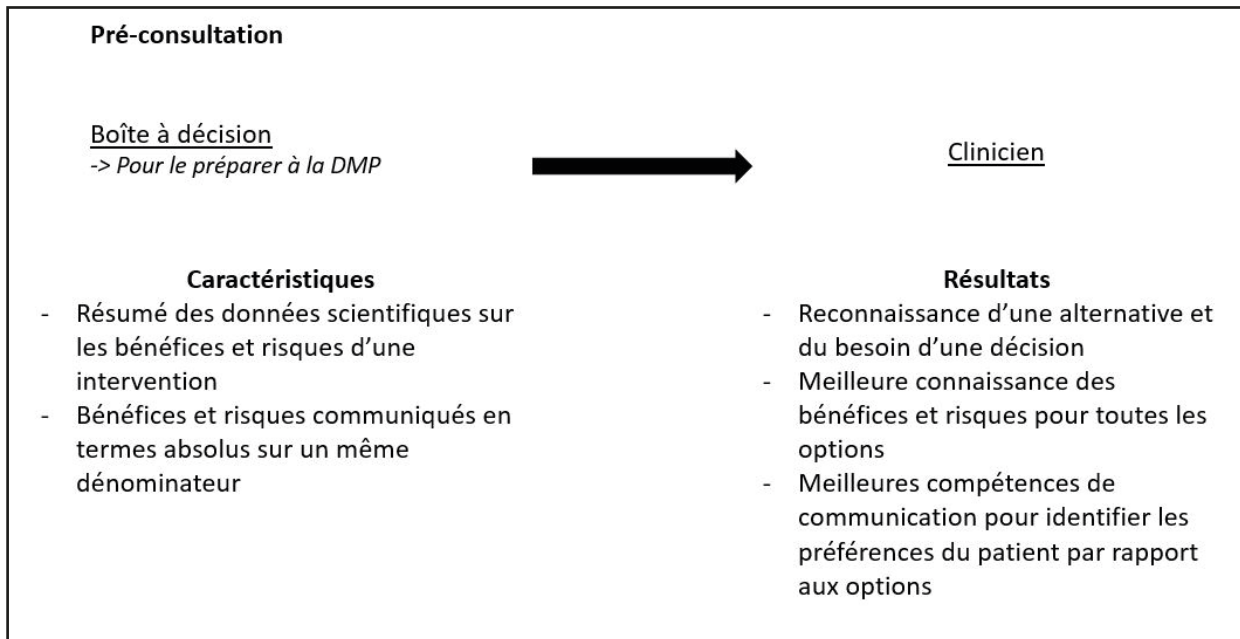 Pré-consultation
Boîte à décision
-> Pour le préparer à la DMP
Clinicien
Caractéristiques
- Résumé des données scientifiques sur
les bénéfices et risques d’une
intervention
- Bénéfices et risques communiqués en
termes absolus sur un même
dénominateur
Résultats
- Reconnaissance d’une alternative et
du besoin d’une décision
- Meilleure connaissance des
bénéfices et risques pour toutes les
options
- Meilleures compétences de
communication pour identifier les
préférences du patient par rapport
aux options